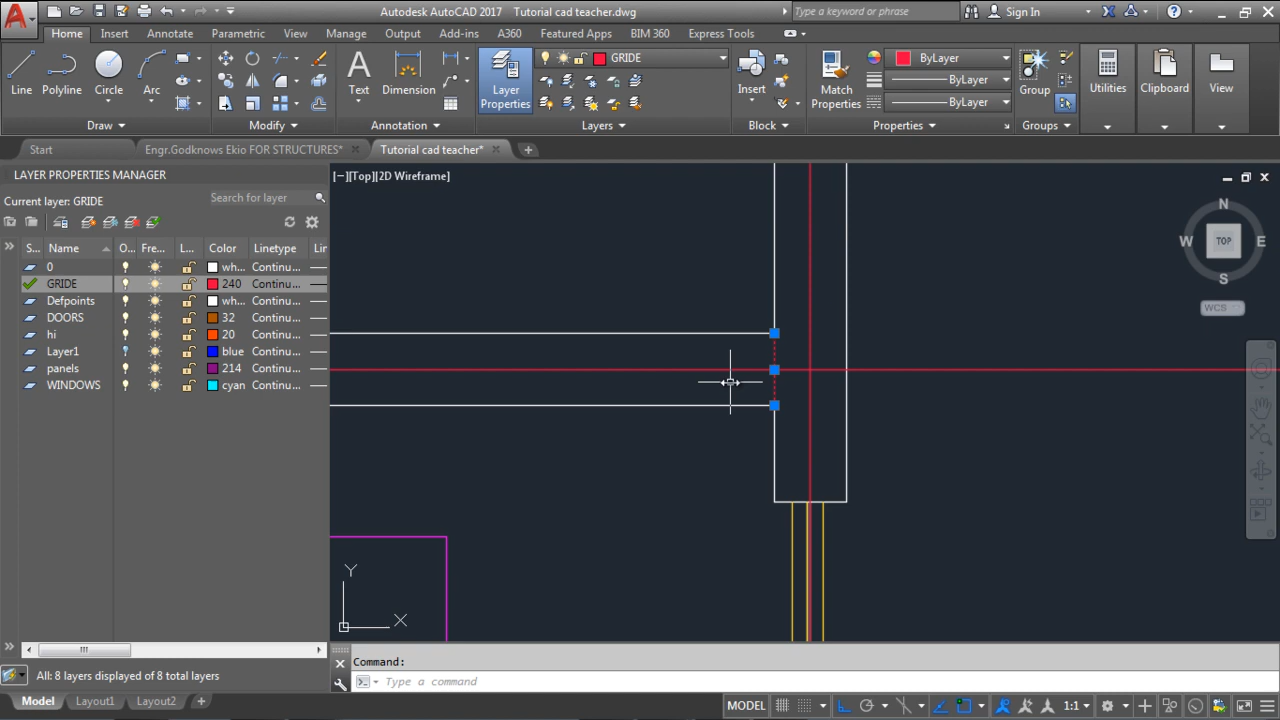 Autodesk AutoCAD 2017 Tutorial cad teacher.dwg
Type a keyword or phrase
Sign In
Home Insert Annotate Parametric View Manage Output Add-ins A360 Featured Apps BIM 360 Express Tools
Line Polyline Circle Arc
Draw
Modify
Text Dimension
Annotation
Layer Properties
GRIDE
Layers
Insert
Block
Match Properties
ByLayer
ByLayer
ByLayer
Properties
Group
Groups
Utilities
Clipboard
View
Start Engr.Godknows Ekio FOR STRUCTURES* Tutorial cad teacher*
LAYER PROPERTIES MANAGER
Current layer: GRIDE
Search for layer
S... Name O.. Fre... L... Color Linetype Lin
0 wh... Continu...
GRIDE 240 Continu...
Defpoints wh... Continu...
DOORS 32 Continu...
hi 20 Continu...
Layer1 blue Continu...
panels 214 Continu...
WINDOWS cyan Continu...
All: 8 layers displayed of 8 total layers
[−][Top][2D Wireframe]
N
W TOP E
S
WCS
Y
X
Command:
Type a command
Model Layout1 Layout2
MODEL
1:1